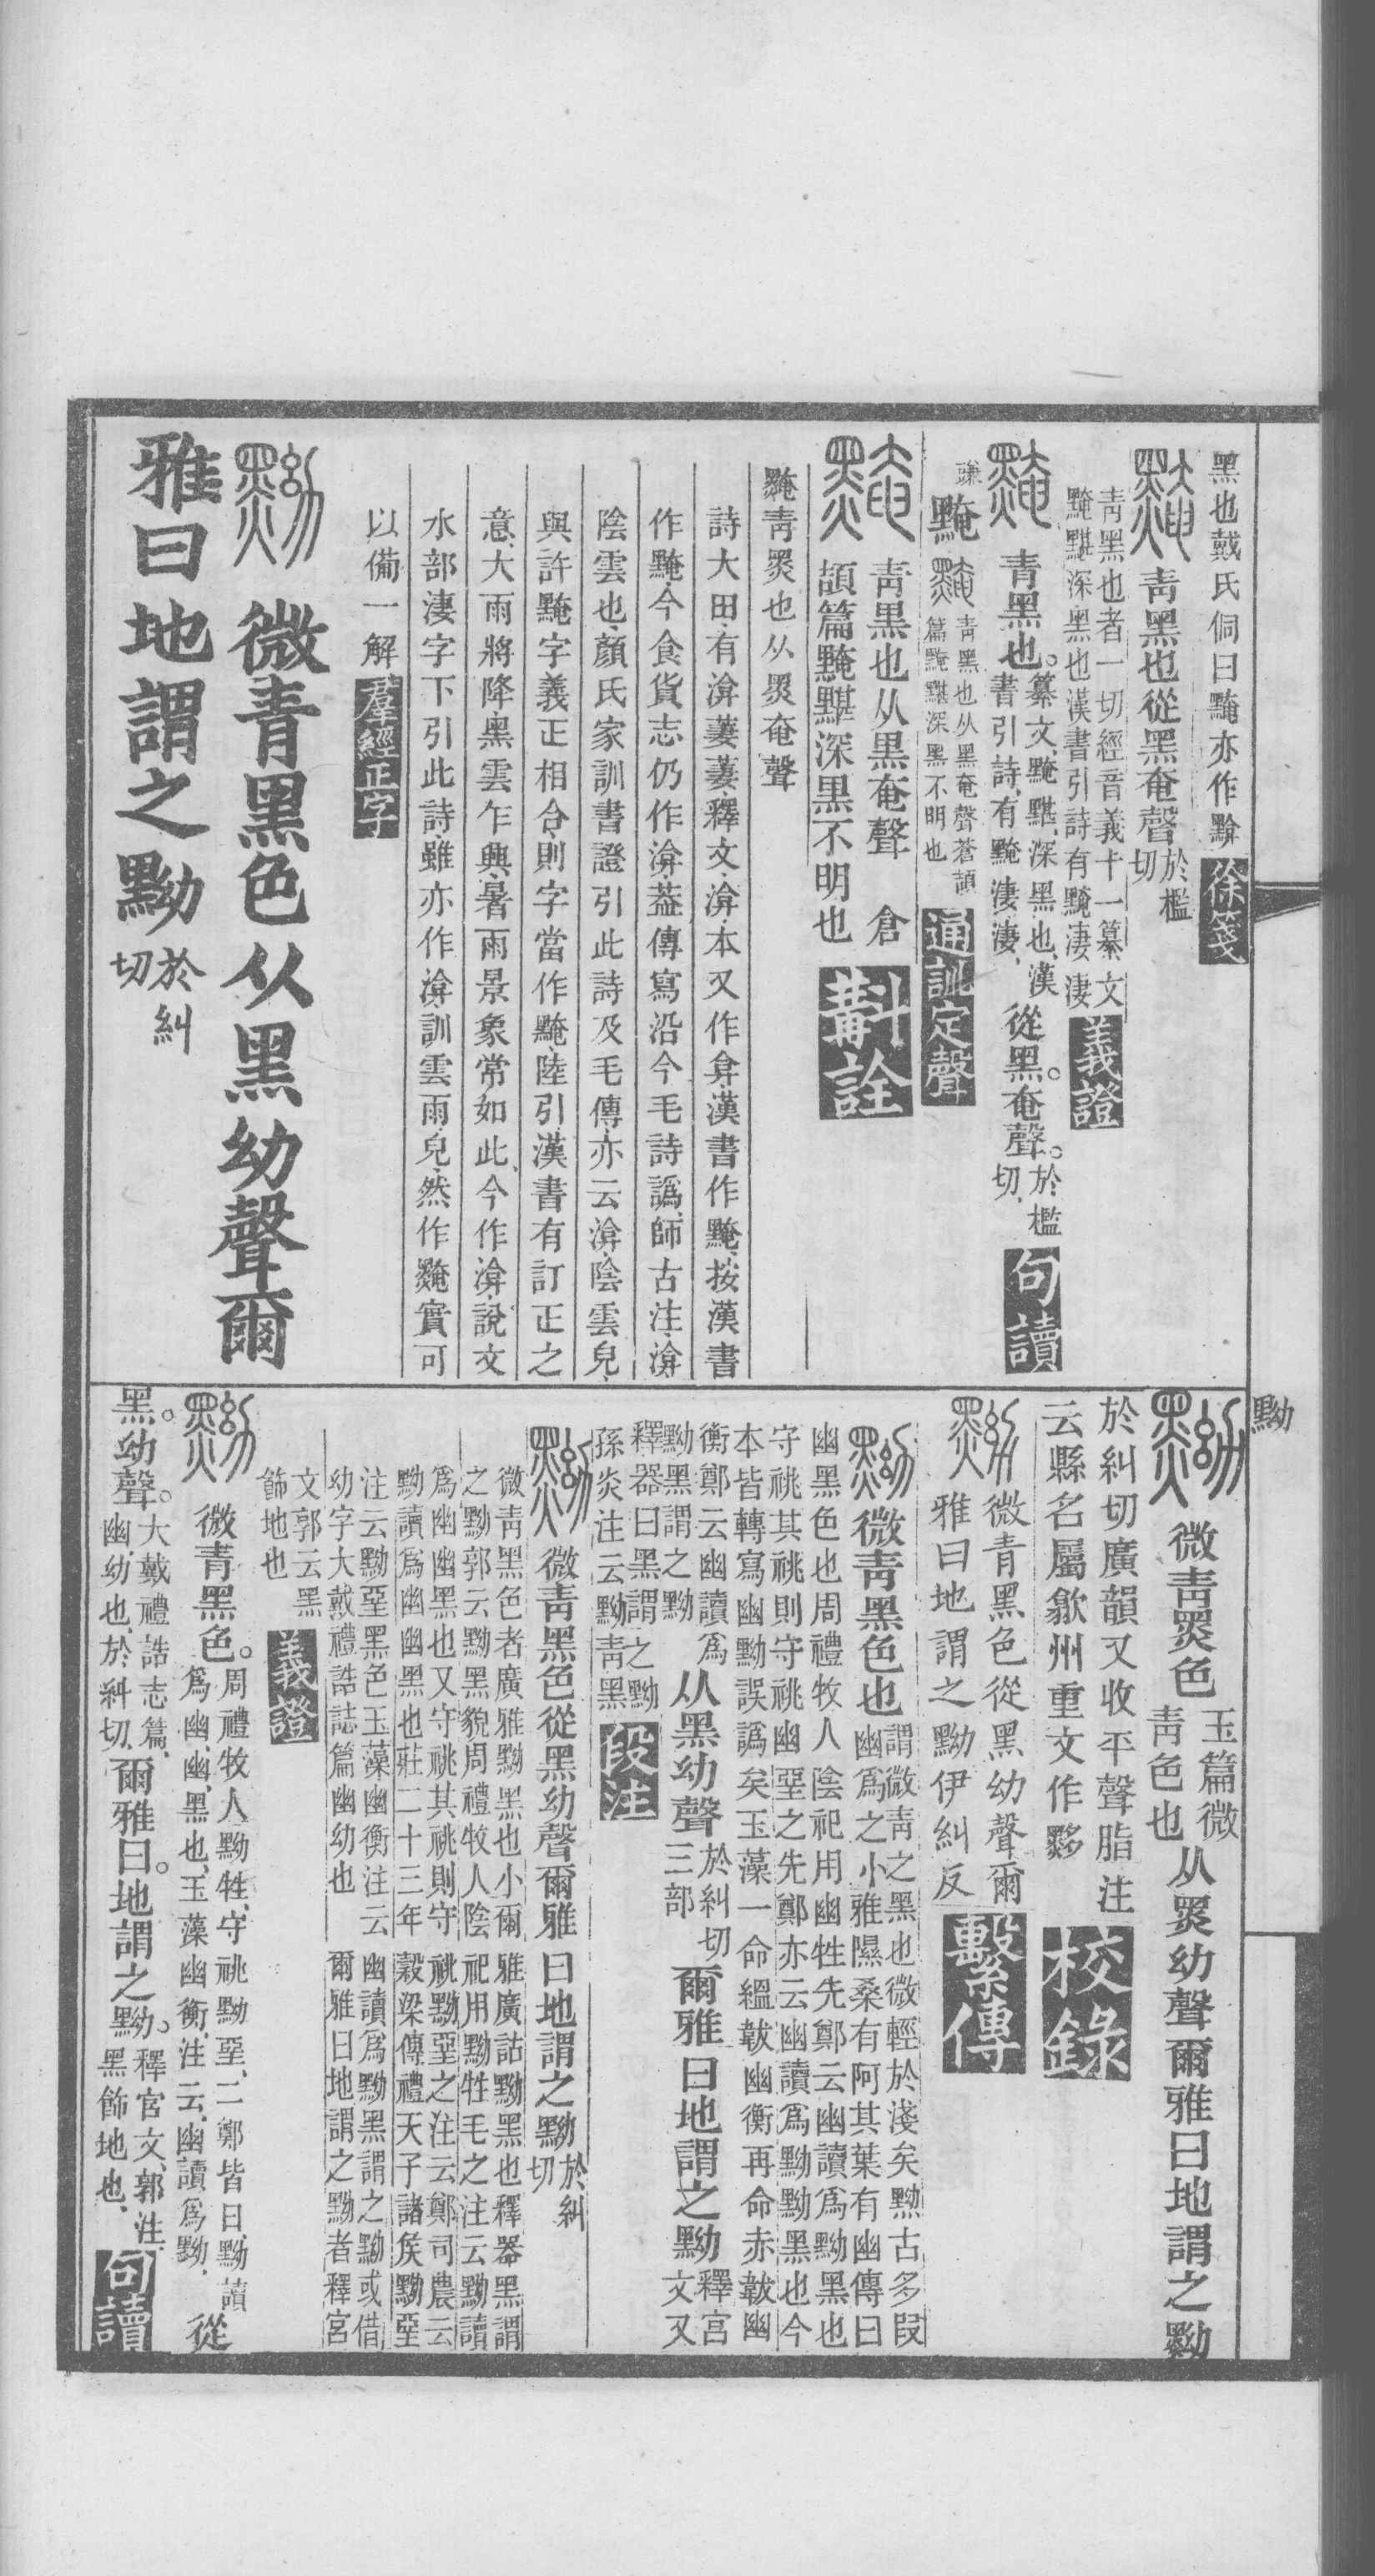 黑也戴氏侗曰黤亦作黭徐箋
青黑也從黑奄聲於檻切
青黑也者一切經音義十一纂文
黤黮深黑也漢書引詩有黤淒淒義證
青黑也。纂文、黤黮、深黑也、漢書引詩、有黤淒淒、從黑。奄聲。於檻切、句讀
黤青黑也从黑奄聲蒼頡篇黤黮深黑不明也通訓定聲
青黑也从黑奄聲 倉
頡篇黤黮深黑不明也斠詮
黤青黑也从黑奄聲
詩大田有渰萋萋釋文渰本又作弇漢書作黤按漢書
作黤今食貨志仍作渰葢傳寫沿今毛詩譌師古注渰
陰雲也顏氏家訓書證引此詩及毛傳亦云渰陰雲皃
與許黤字義正相合則字當作黤陸引漢書有訂正之
意大雨將降黑雲乍興暑雨景象常如此今作渰說文
水部淒字下引此詩雖亦作渰訓雲雨皃然作黤實可
以備一解羣經正字
微青黑色从黑幼聲爾
雅曰地謂之黝於糾切
黝
微青黑色玉篇微青色也从黑幼聲爾雅曰地謂之黝
於糾切廣韻又收平聲脂注
云縣名屬歙州重文作黟校錄
微青黑色從黑幼聲爾
雅曰地謂之黝伊糾反繫傳
微青黑色也謂微青之黑也微輕於淺矣黝古多叚
幽爲之小雅隰桑有阿其葉有幽傳曰
幽黑色也周禮牧人陰祀用幽牲先鄭云幽讀爲黝黑也
守祧其祧則守祧幽堊之先鄭亦云幽讀爲黝黝黑也今
本皆轉寫幽黝誤譌矣玉藻一命縕韍幽衡再命赤韍幽
衡鄭云幽讀爲
黝黑謂之黝从黑幼聲於糾切三部爾雅曰地謂之黝釋宮文又
釋器曰黑謂之黝
孫炎注云黝青黑段注
微青黑色從黑幼聲爾雅曰地謂之黝於糾切
微青黑色者廣雅黝黑也小爾雅廣詁黝黑也釋器黑謂
之黝郭云黝黑貌周禮牧人陰祀用黝牲毛之注云黝讀
爲幽幽黑也又守祧其祧則守祧黝堊之注云鄭司農云
黝讀爲幽幽黑也莊二十三年穀梁傳禮天子諸侯黝堊
注云黝堊黑色玉藻幽衡注云幽讀爲黝黑謂之黝或借
幼字大戴禮誥誌篇幽幼也爾雅曰地謂之黝者釋宮
文郭云黑
飾地也義證
微青黑色。周禮牧人黝牲、守祧黝堊、二鄭皆曰、黝讀爲幽、幽、黑也、玉藻幽衡、注云、幽讀爲黝、從
黑。幼聲。大戴禮誥志篇、幽、幼也、於糾切、爾雅曰。地謂之黝。釋宫文、郭注、黑飾地也、句讀